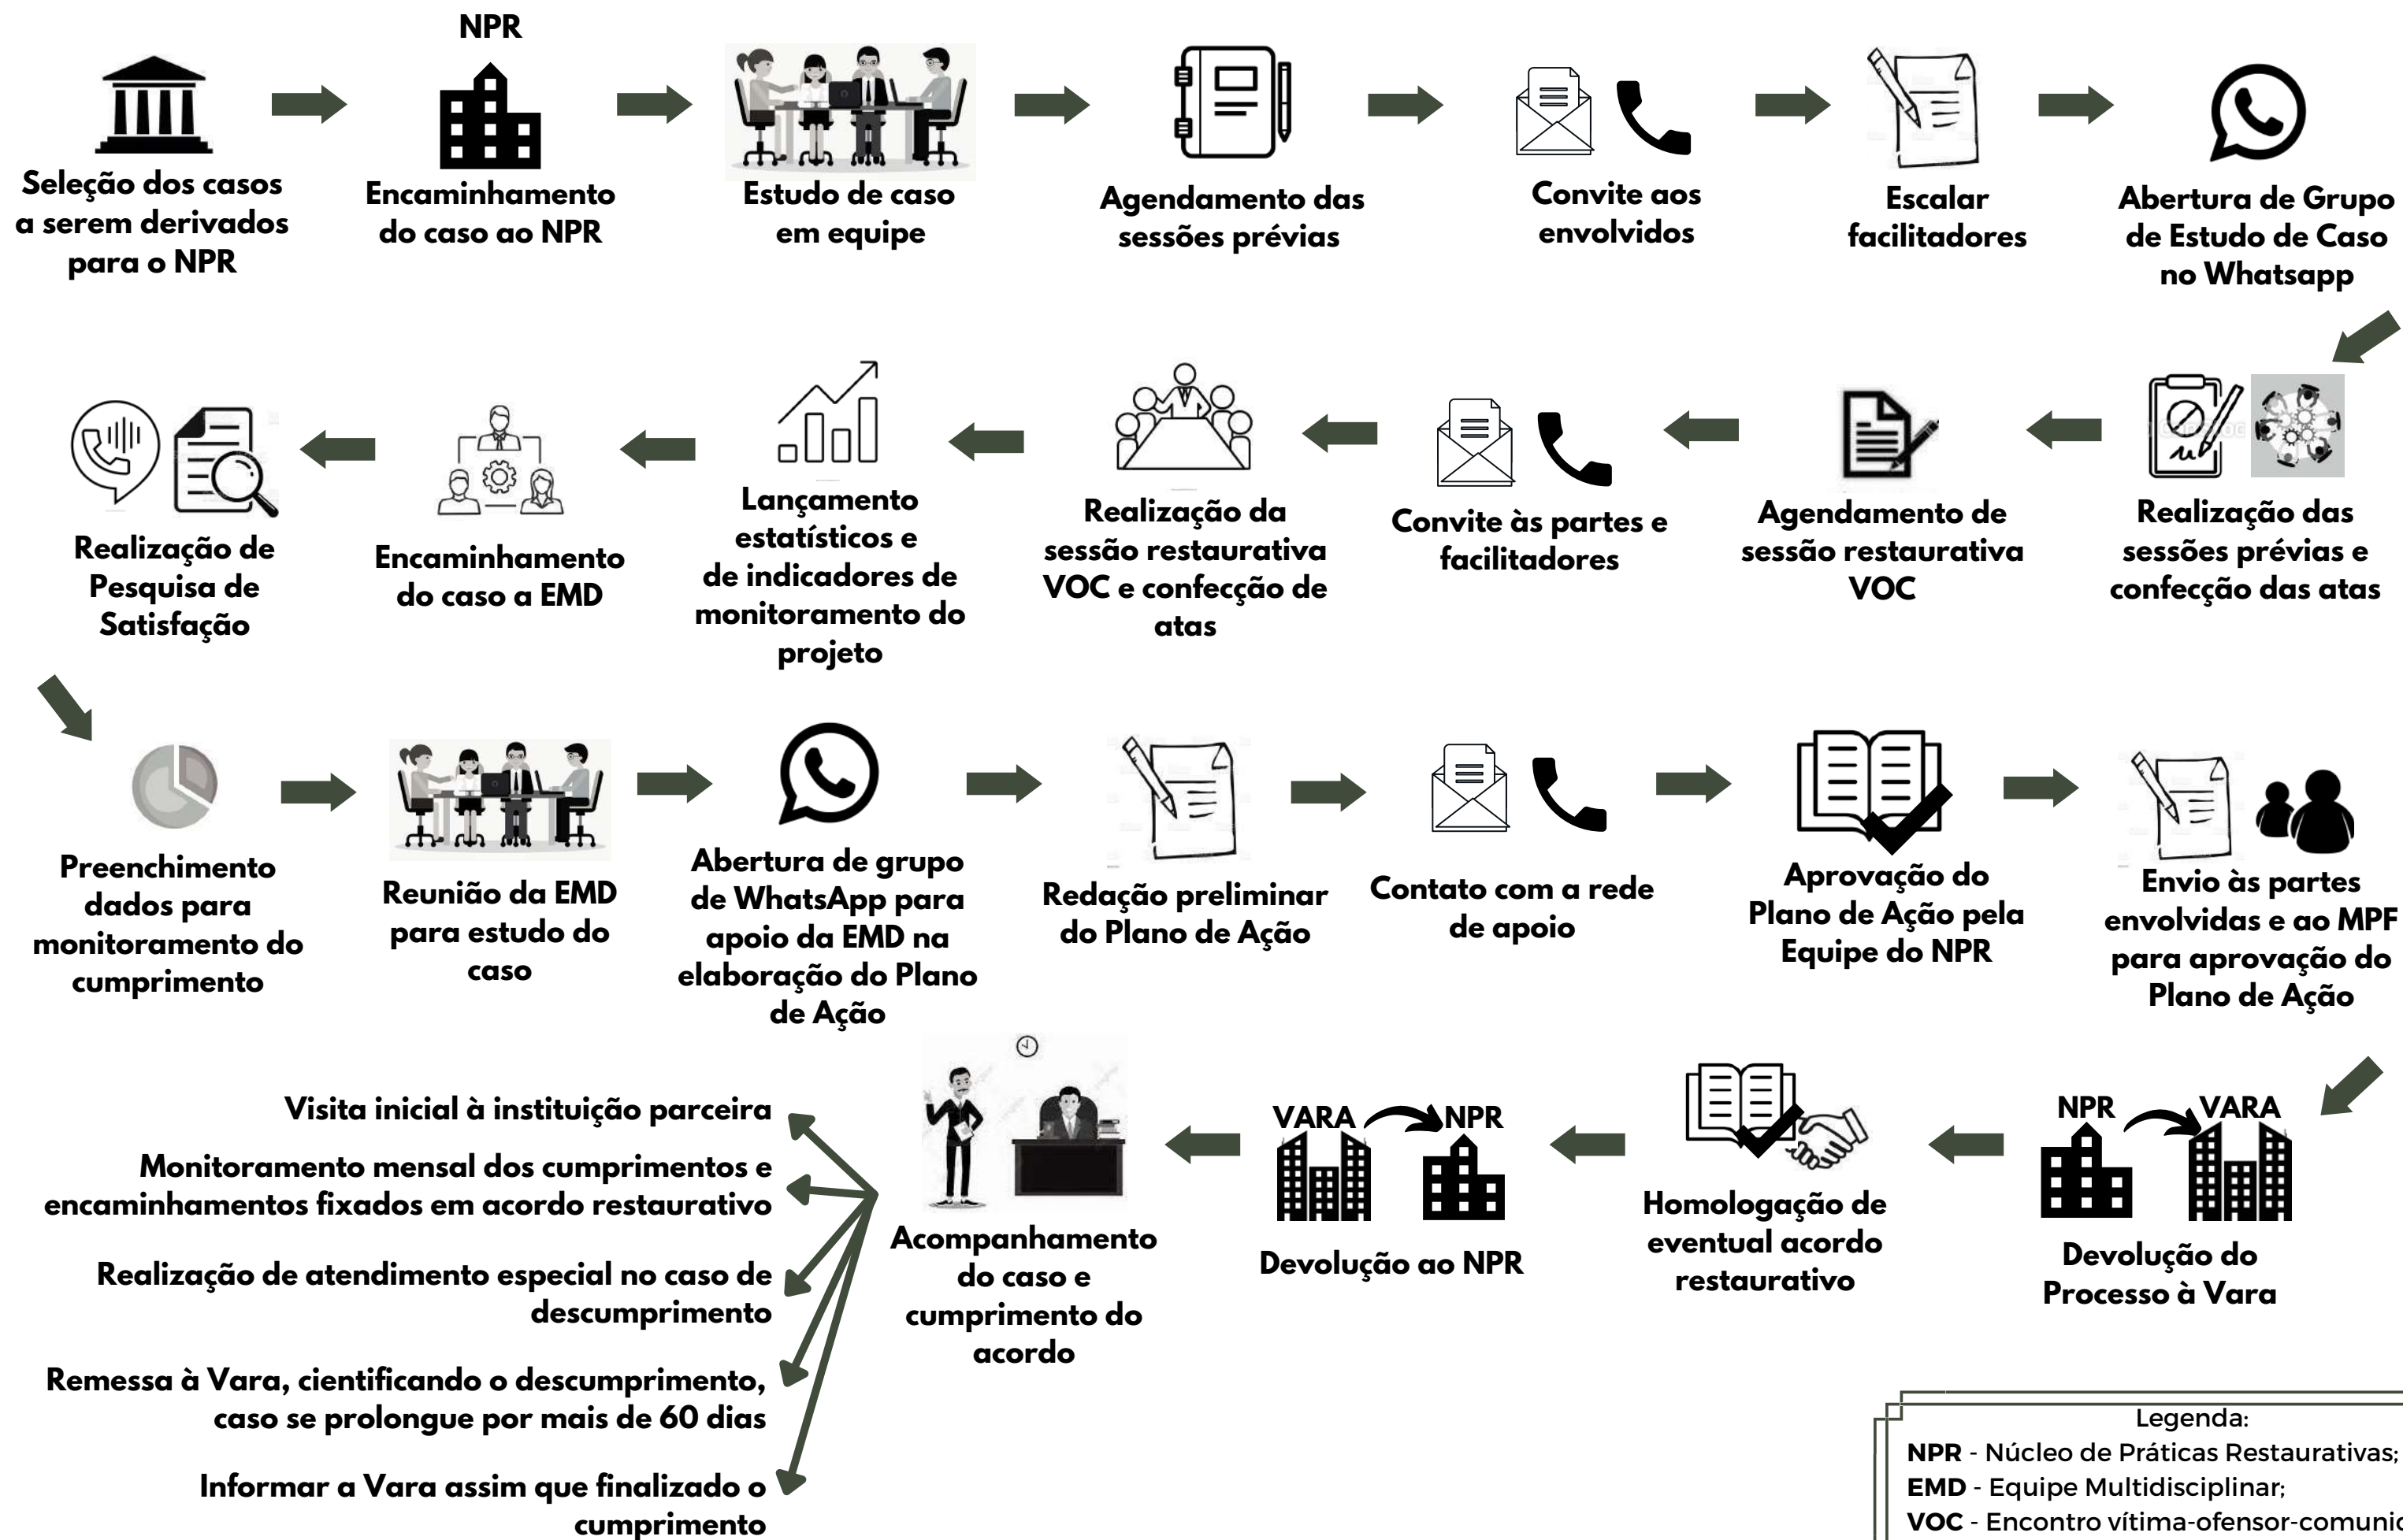 NPR
Seleção dos casos
a serem derivados
para o NPR
Encaminhamento
do caso ao NPR
Estudo de caso
em equipe
Agendamento das
sessões prévias
Convite aos
envolvidos
Escalar
facilitadores
Abertura de Grupo
de Estudo de Caso
no Whatsapp
Realização das
sessões prévias e
confecção das atas
Agendamento de
sessão restaurativa
VOC
Convite às partes e
facilitadores
Realização da
sessão restaurativa
VOC e confecção de
atas
Lançamento
estatísticos e
de indicadores de
monitoramento do
projeto
Encaminhamento
do caso a EMD
Realização de
Pesquisa de
Satisfação
Preenchimento
dados para
monitoramento do
cumprimento
Reunião da EMD
para estudo do
caso
Abertura de grupo
de WhatsApp para
apoio da EMD na
elaboração do Plano
de Ação
Redação preliminar
do Plano de Ação
Contato com a rede
de apoio
Aprovação do
Plano de Ação pela
Equipe do NPR
Envio às partes
envolvidas e ao MPF
para aprovação do
Plano de Ação
NPR VARA
Devolução do
Processo à Vara
Homologação de
eventual acordo
restaurativo
VARA NPR
Devolução ao NPR
Acompanhamento
do caso e
cumprimento do
acordo
Visita inicial à instituição parceira
Monitoramento mensal dos cumprimentos e
encaminhamentos fixados em acordo restaurativo
Realização de atendimento especial no caso de
descumprimento
Remessa à Vara, cientificando o descumprimento,
caso se prolongue por mais de 60 dias
Informar a Vara assim que finalizado o
cumprimento
Legenda:
NPR - Núcleo de Práticas Restaurativas;
EMD - Equipe Multidisciplinar;
VOC - Encontro vítima-ofensor-